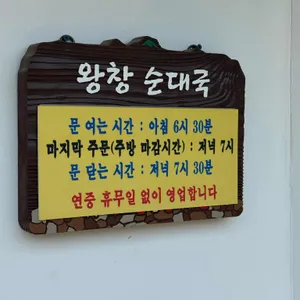 왕창 순대국
문 여는 시간 : 아침 6시 30분
마지막 주문(주방 마감시간) : 저녁 7시
문 닫는 시간 : 저녁 7시 30분
연중 휴무일 없이 영업합니다